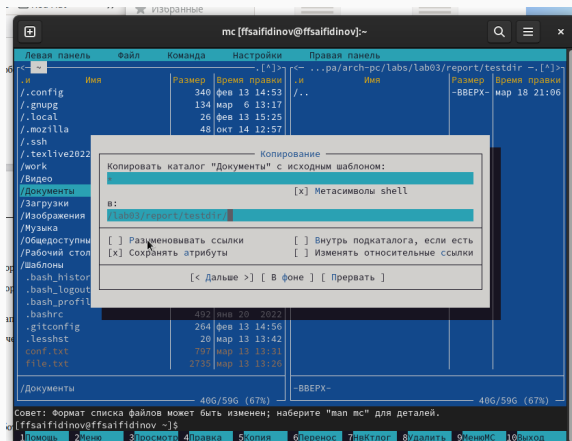 Избранные
mc [ffsaifidinov@ffsaifidinov]:~
Левая панель Файл Команда Настройки Правая панель
~ .[^]> ...pa/arch-pc/labs/lab03/report/testdir .[^]>
.и Имя Размер Время правки .и Имя Размер Время правки
/.config 340 фев 13 14:53 /.. -ВВЕРХ- мар 18 21:06
/.gnupg 134 мар 6 13:17
/.local 26 фев 13 15:25
/.mozilla 48 окт 14 12:57
/.ssh
/.texlive2022
/work
/Видео
/Документы
/Загрузки
/Изображения
/Музыка
/Общедоступны
/Рабочий стол
/Шаблоны
.bash_histor
.bash_logout
.bash_profil
.bashrc 492 янв 20 2022
.gitconfig 264 фев 13 14:56
.lesshst 20 мар 13 13:42
conf.txt 797 мар 13 13:31
file.txt 2735 мар 13 13:26
Копирование
Копировать каталог "Документы" с исходным шаблоном:
*
[x] Метасимволы shell
в:
/lab03/report/testdir/
[ ] Разыменовывать ссылки [ ] Внутрь подкаталога, если есть
[x] Сохранять атрибуты [ ] Изменять относительные ссылки
[< Дальше >] [ В фоне ] [ Прервать ]
/Документы -ВВЕРХ-
40G/59G (67%) 40G/59G (67%)
Совет: Формат списка файлов может быть изменен; наберите "man mc" для деталей.
[ffsaifidinov@ffsaifidinov ~]$
1Помощь 2Меню 3Просмотр 4Правка 5Копия 6Перенос 7НвКтлог 8Удалить 9МенюMC 10Выход